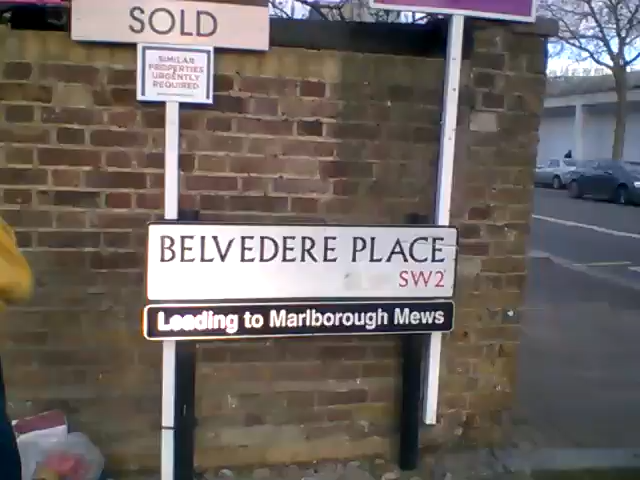 SOLD
SIMILAR
PROPERTIES
URGENTLY
REQUIRED
BELVEDERE PLACE
SW2
Leading to Marlborough Mews